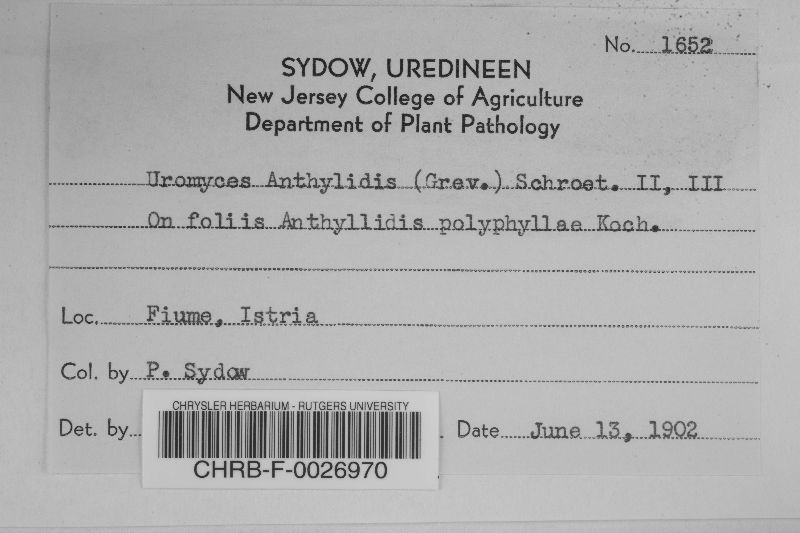 No. 1652
SYDOW, UREDINEEN
New Jersey College of Agriculture
Department of Plant Pathology
Uromyces Anthylidis (Grev.) Schroet. II, III
On foliis Anthyllidis polyphyllae Koch.
Loc. Fiume, Istria
Col. by P. Sydow
Det. by Date June 13, 1902
CHRYSLER HERBARIUM - RUTGERS UNIVERSITY
CHRB-F-0026970